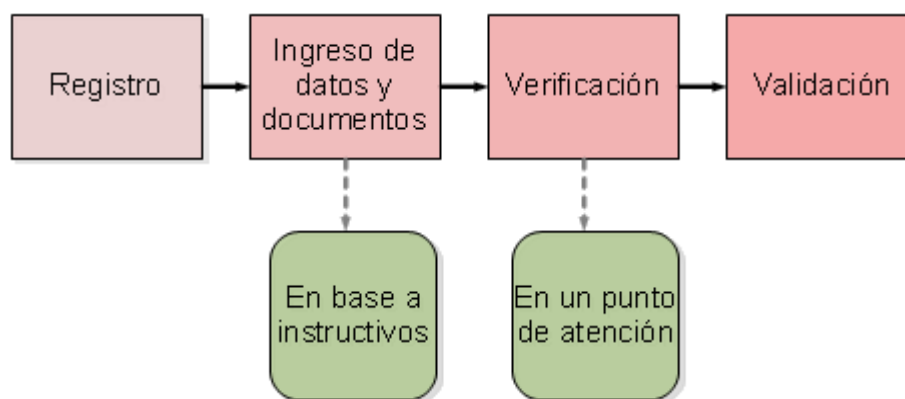 Registro
Ingreso de
datos y
documentos
Verificación
Validación
En base a
instructivos
En un punto
de atención